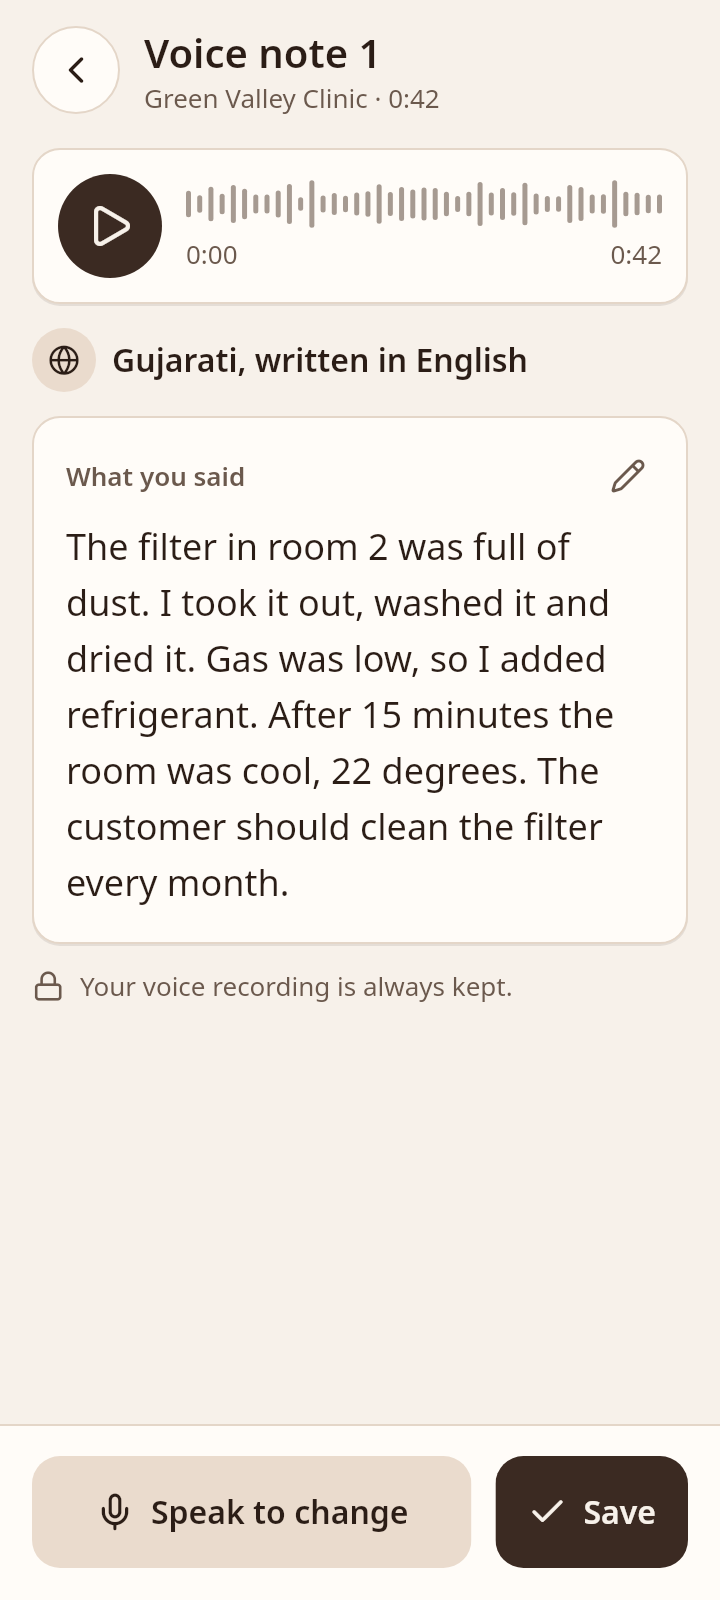 Voice note 1
Green Valley Clinic · 0:42
0:00
0:42
Gujarati, written in English
What you said
The filter in room 2 was full of
dust. I took it out, washed it and
dried it. Gas was low, so I added
refrigerant. After 15 minutes the
room was cool, 22 degrees. The
customer should clean the filter
every month.
Your voice recording is always kept.
Speak to change
Save